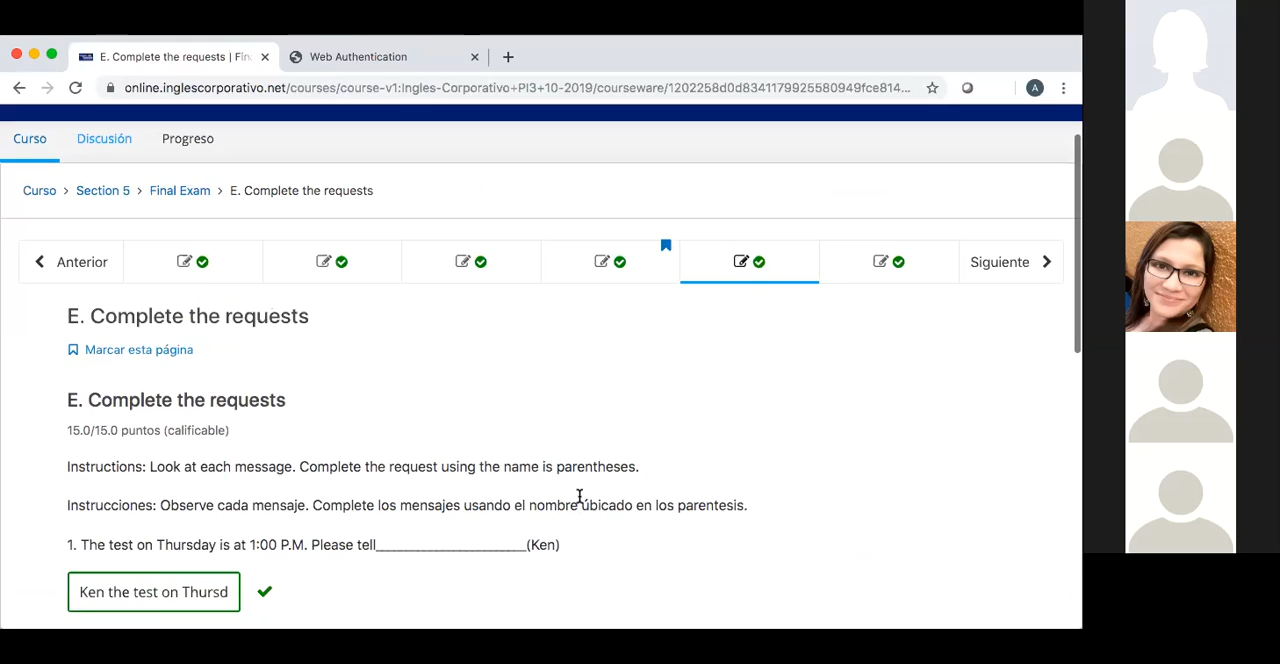 E. Complete the requests | Fin
Web Authentication
online.inglescorporativo.net/courses/course-v1:Ingles-Corporativo+PI3+10-2019/courseware/1202258d0d8341179925580949fce814...
A
Curso
Discusión
Progreso
Curso > Section 5 > Final Exam > E. Complete the requests
Anterior
Siguiente
E. Complete the requests
Marcar esta página
E. Complete the requests
15.0/15.0 puntos (calificable)
Instructions: Look at each message. Complete the request using the name is parentheses.
Instrucciones: Observe cada mensaje. Complete los mensajes usando el nombre úbicado en los parentesis.
1. The test on Thursday is at 1:00 P.M. Please tell______________________(Ken)
Ken the test on Thursd